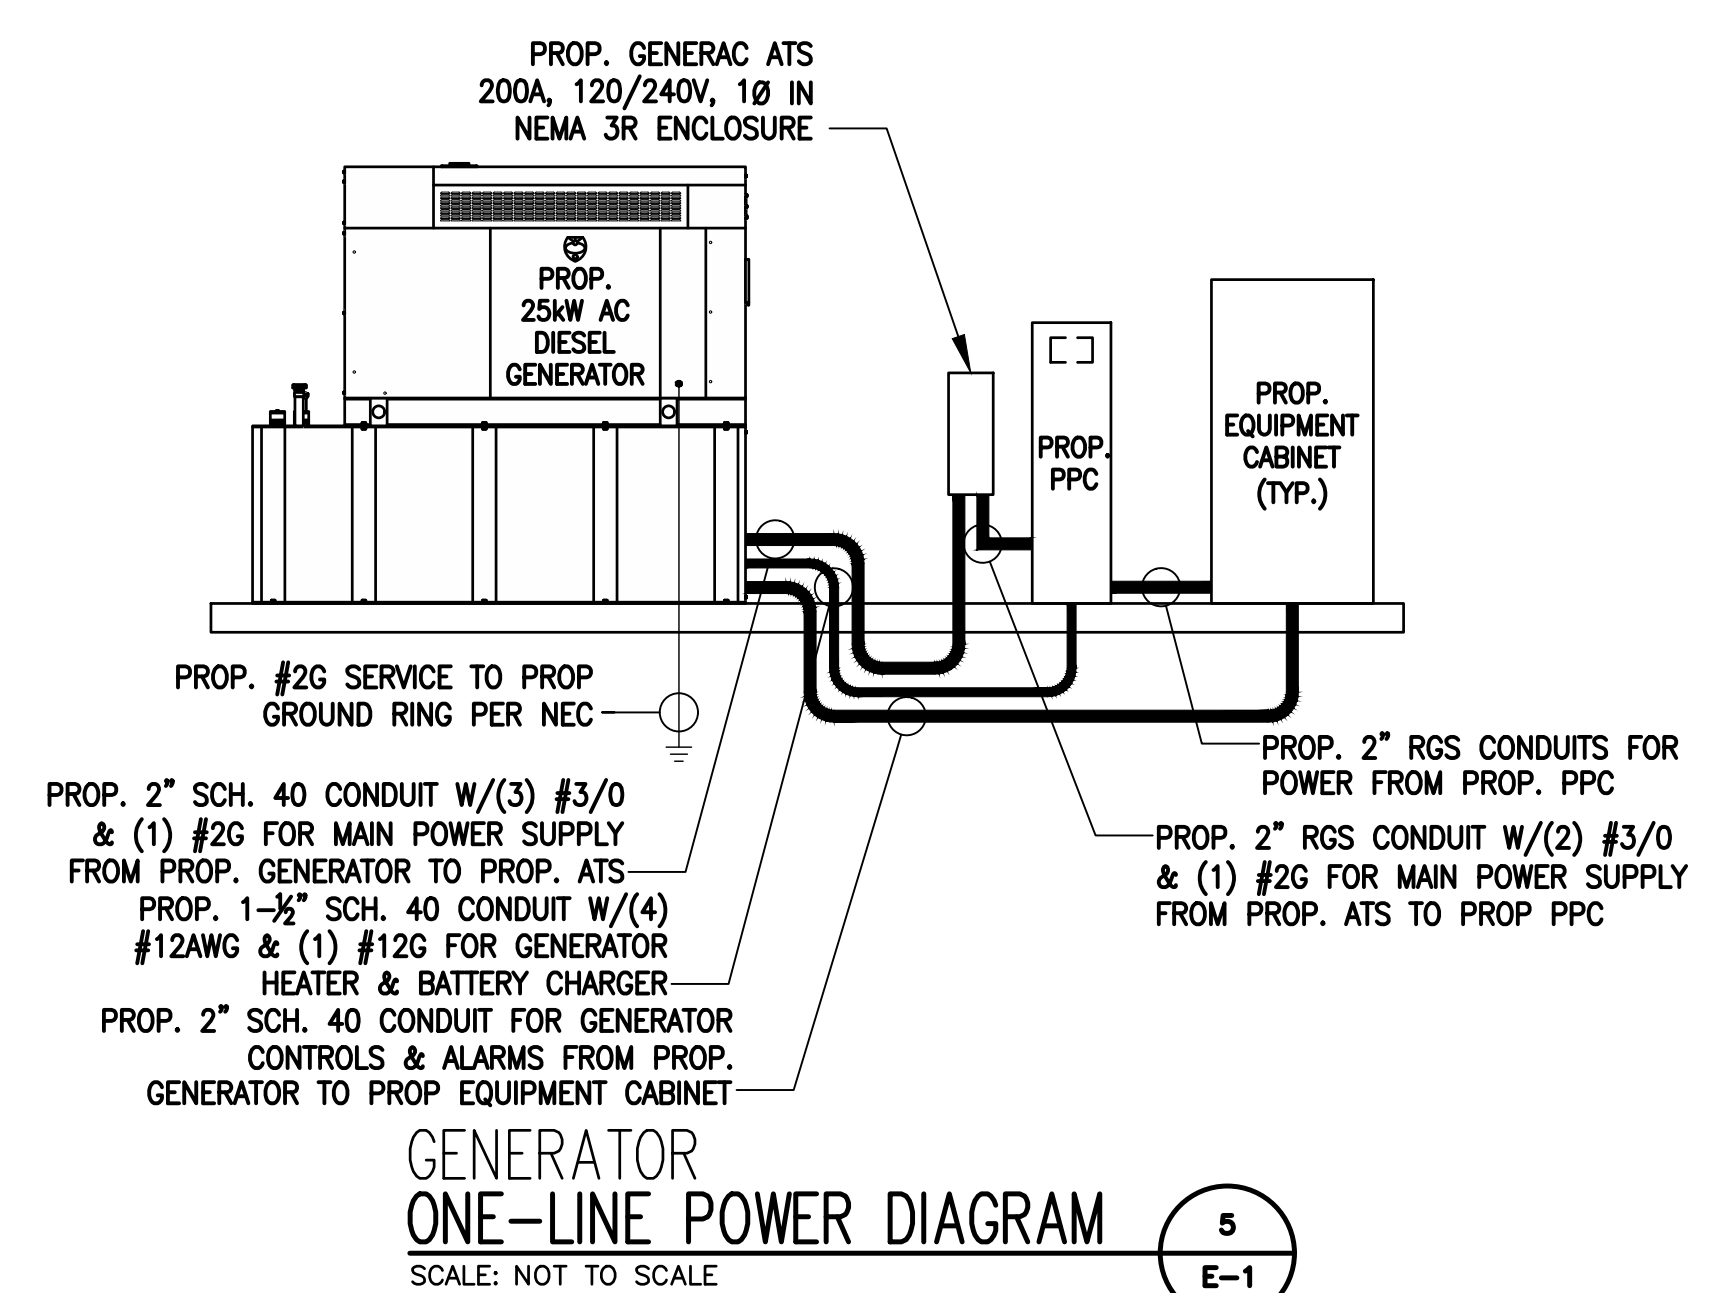 PROP. GENERAC ATS
200A, 120/240V, 1Ø IN
NEMA 3R ENCLOSURE
PROP.
25kW AC
DIESEL
GENERATOR
PROP.
PPC
PROP.
EQUIPMENT
CABINET
(TYP.)
PROP. #2G SERVICE TO PROP
GROUND RING PER NEC
PROP. 2" SCH. 40 CONDUIT W/(3) #3/0
& (1) #2G FOR MAIN POWER SUPPLY
FROM PROP. GENERATOR TO PROP. ATS
PROP. 1-½" SCH. 40 CONDUIT W/(4)
#12AWG & (1) #12G FOR GENERATOR
HEATER & BATTERY CHARGER
PROP. 2" SCH. 40 CONDUIT FOR GENERATOR
CONTROLS & ALARMS FROM PROP.
GENERATOR TO PROP EQUIPMENT CABINET
PROP. 2" RGS CONDUITS FOR
POWER FROM PROP. PPC
PROP. 2" RGS CONDUIT W/(2) #3/0
& (1) #2G FOR MAIN POWER SUPPLY
FROM PROP. ATS TO PROP PPC
GENERATOR
ONE-LINE POWER DIAGRAM
SCALE: NOT TO SCALE
5
E-1